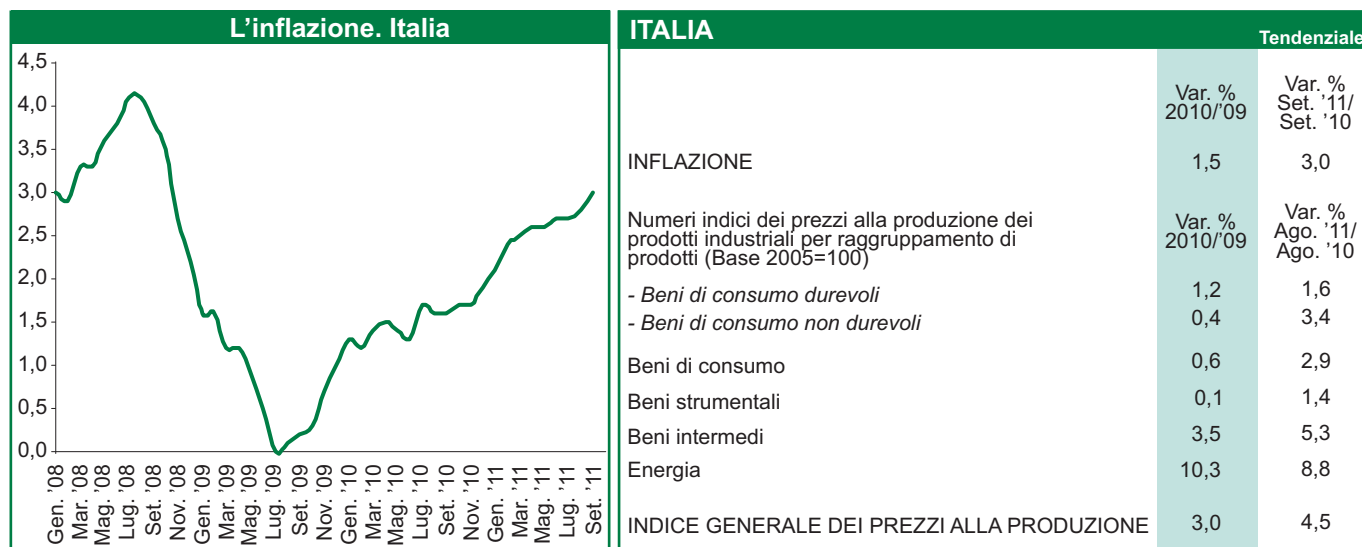 L'inflazione. Italia
4,5
4,0
3,5
3,0
2,5
2,0
1,5
1,0
0,5
0,0
Gen. '08
Mar. '08
Mag. '08
Lug. '08
Set. '08
Nov. '08
Gen. '09
Mar. '09
Mag. '09
Lug. '09
Set. '09
Nov. '09
Gen. '10
Mar. '10
Mag. '10
Lug. '10
Set. '10
Nov. '10
Gen. '11
Mar. '11
Mag. '11
Lug. '11
Set. '11
ITALIA
Tendenziale
Var. %
2010/'09
Var. %
Set. '11/
Set. '10
INFLAZIONE 1,5 3,0
Numeri indici dei prezzi alla produzione dei
prodotti industriali per raggruppamento di
prodotti (Base 2005=100)
Var. %
2010/'09
Var. %
Ago. '11/
Ago. '10
- Beni di consumo durevoli 1,2 1,6
- Beni di consumo non durevoli 0,4 3,4
Beni di consumo 0,6 2,9
Beni strumentali 0,1 1,4
Beni intermedi 3,5 5,3
Energia 10,3 8,8
INDICE GENERALE DEI PREZZI ALLA PRODUZIONE 3,0 4,5